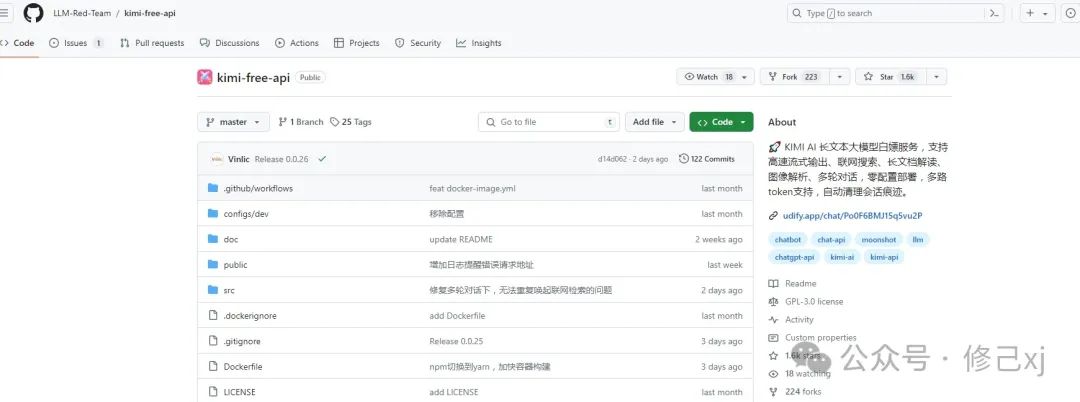 LLM-Red-Team / kimi-free-api
Type / to search
Code
Issues 1
Pull requests
Discussions
Actions
Projects
Security
Insights
kimi-free-api Public
Watch 18
Fork 223
Star 1.6k
master
1 Branch
25 Tags
Go to file t
Add file
Code
Vinlic Release 0.0.26 d14d062 · 2 days ago 122 Commits
.github/workflows feat docker-image.yml last month
configs/dev 移除配置 last month
doc update README 2 weeks ago
public 增加日志提醒错误请求地址 last week
src 修复多轮对话下，无法重复唤起联网检索的问题 2 days ago
.dockerignore add Dockerfile last month
.gitignore Release 0.0.25 3 days ago
Dockerfile npm切换到yarn，加快容器构建 3 days ago
LICENSE add LICENSE last month
About
KIMI AI 长文本大模型白嫖服务，支持
高速流式输出、联网搜索、长文档解读、
图像解析、多轮对话，零配置部署，多路
token支持，自动清理会话痕迹。
udify.app/chat/Po0F6BMJ15q5vu2P
chatbot chat-api moonshot llm
chatgpt-api kimi-ai kimi-api
Readme
GPL-3.0 license
Activity
Custom properties
1.6k stars
18 watching
224 forks
公众号 · 修己xj